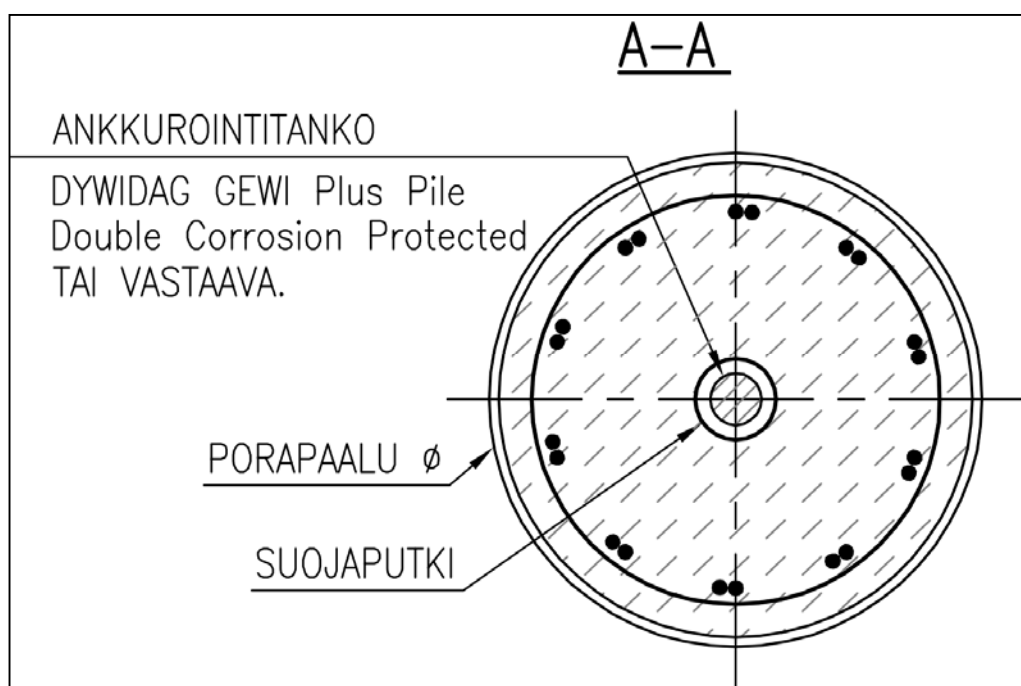 A-A
ANKKUROINTITANKO
DYWIDAG GEWI Plus Pile
Double Corrosion Protected
TAI VASTAAVA.
PORAPAALU ø
SUOJAPUTKI